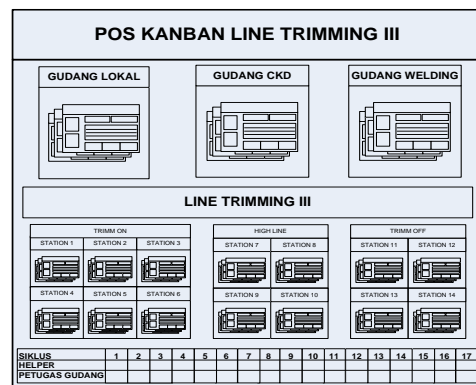 POS KANBAN LINE TRIMMING III
GUDANG LOKAL
GUDANG CKD
GUDANG WELDING
LINE TRIMMING III
TRIMM ON
HIGH LINE
TRIMM OFF
STATION 1 STATION 2 STATION 3
STATION 7 STATION 8
STATION 11 STATION 12
STATION 4 STATION 5 STATION 6
STATION 9 STATION 10
STATION 13 STATION 14
SIKLUS 1 2 3 4 5 6 7 8 9 10 11 12 13 14 15 16 17
HELPER
PETUGAS GUDANG